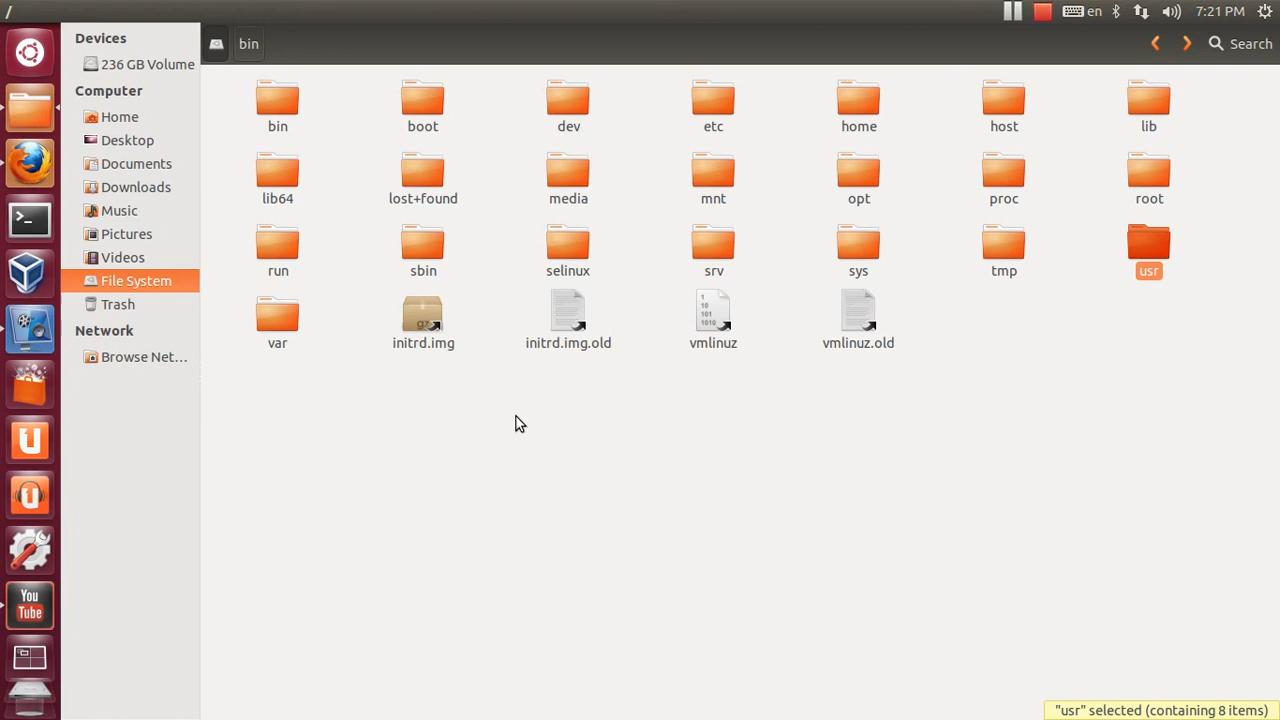 /
en
7:21 PM
Devices
236 GB Volume
Computer
Home
Desktop
Documents
Downloads
Music
Pictures
Videos
File System
Trash
Network
Browse Net...
bin
Search
bin
boot
dev
etc
home
host
lib
lib64
lost+found
media
mnt
opt
proc
root
run
sbin
selinux
srv
sys
tmp
usr
var
initrd.img
initrd.img.old
vmlinuz
vmlinuz.old
You
Tube
"usr" selected (containing 8 items)